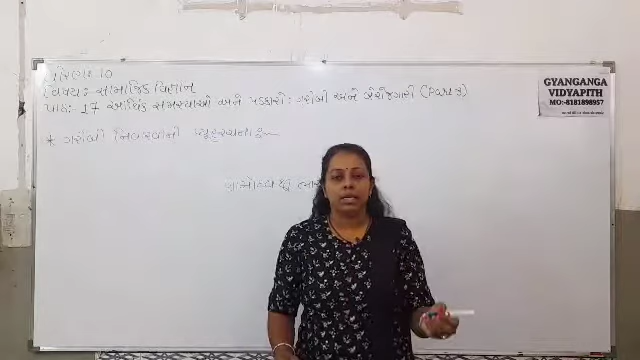 ધોરણ: 10
વિષય: સામાજિક વિજ્ઞાન
પાઠ: 17 આર્થિક સમસ્યાઓ અને પડકારો: ગરીબી અને બેરોજગારી (Part 2)
* ગરીબી નિવારણની વ્યૂહરચના:
GYANGANGA
VIDYAPITH
MO:-8181898957